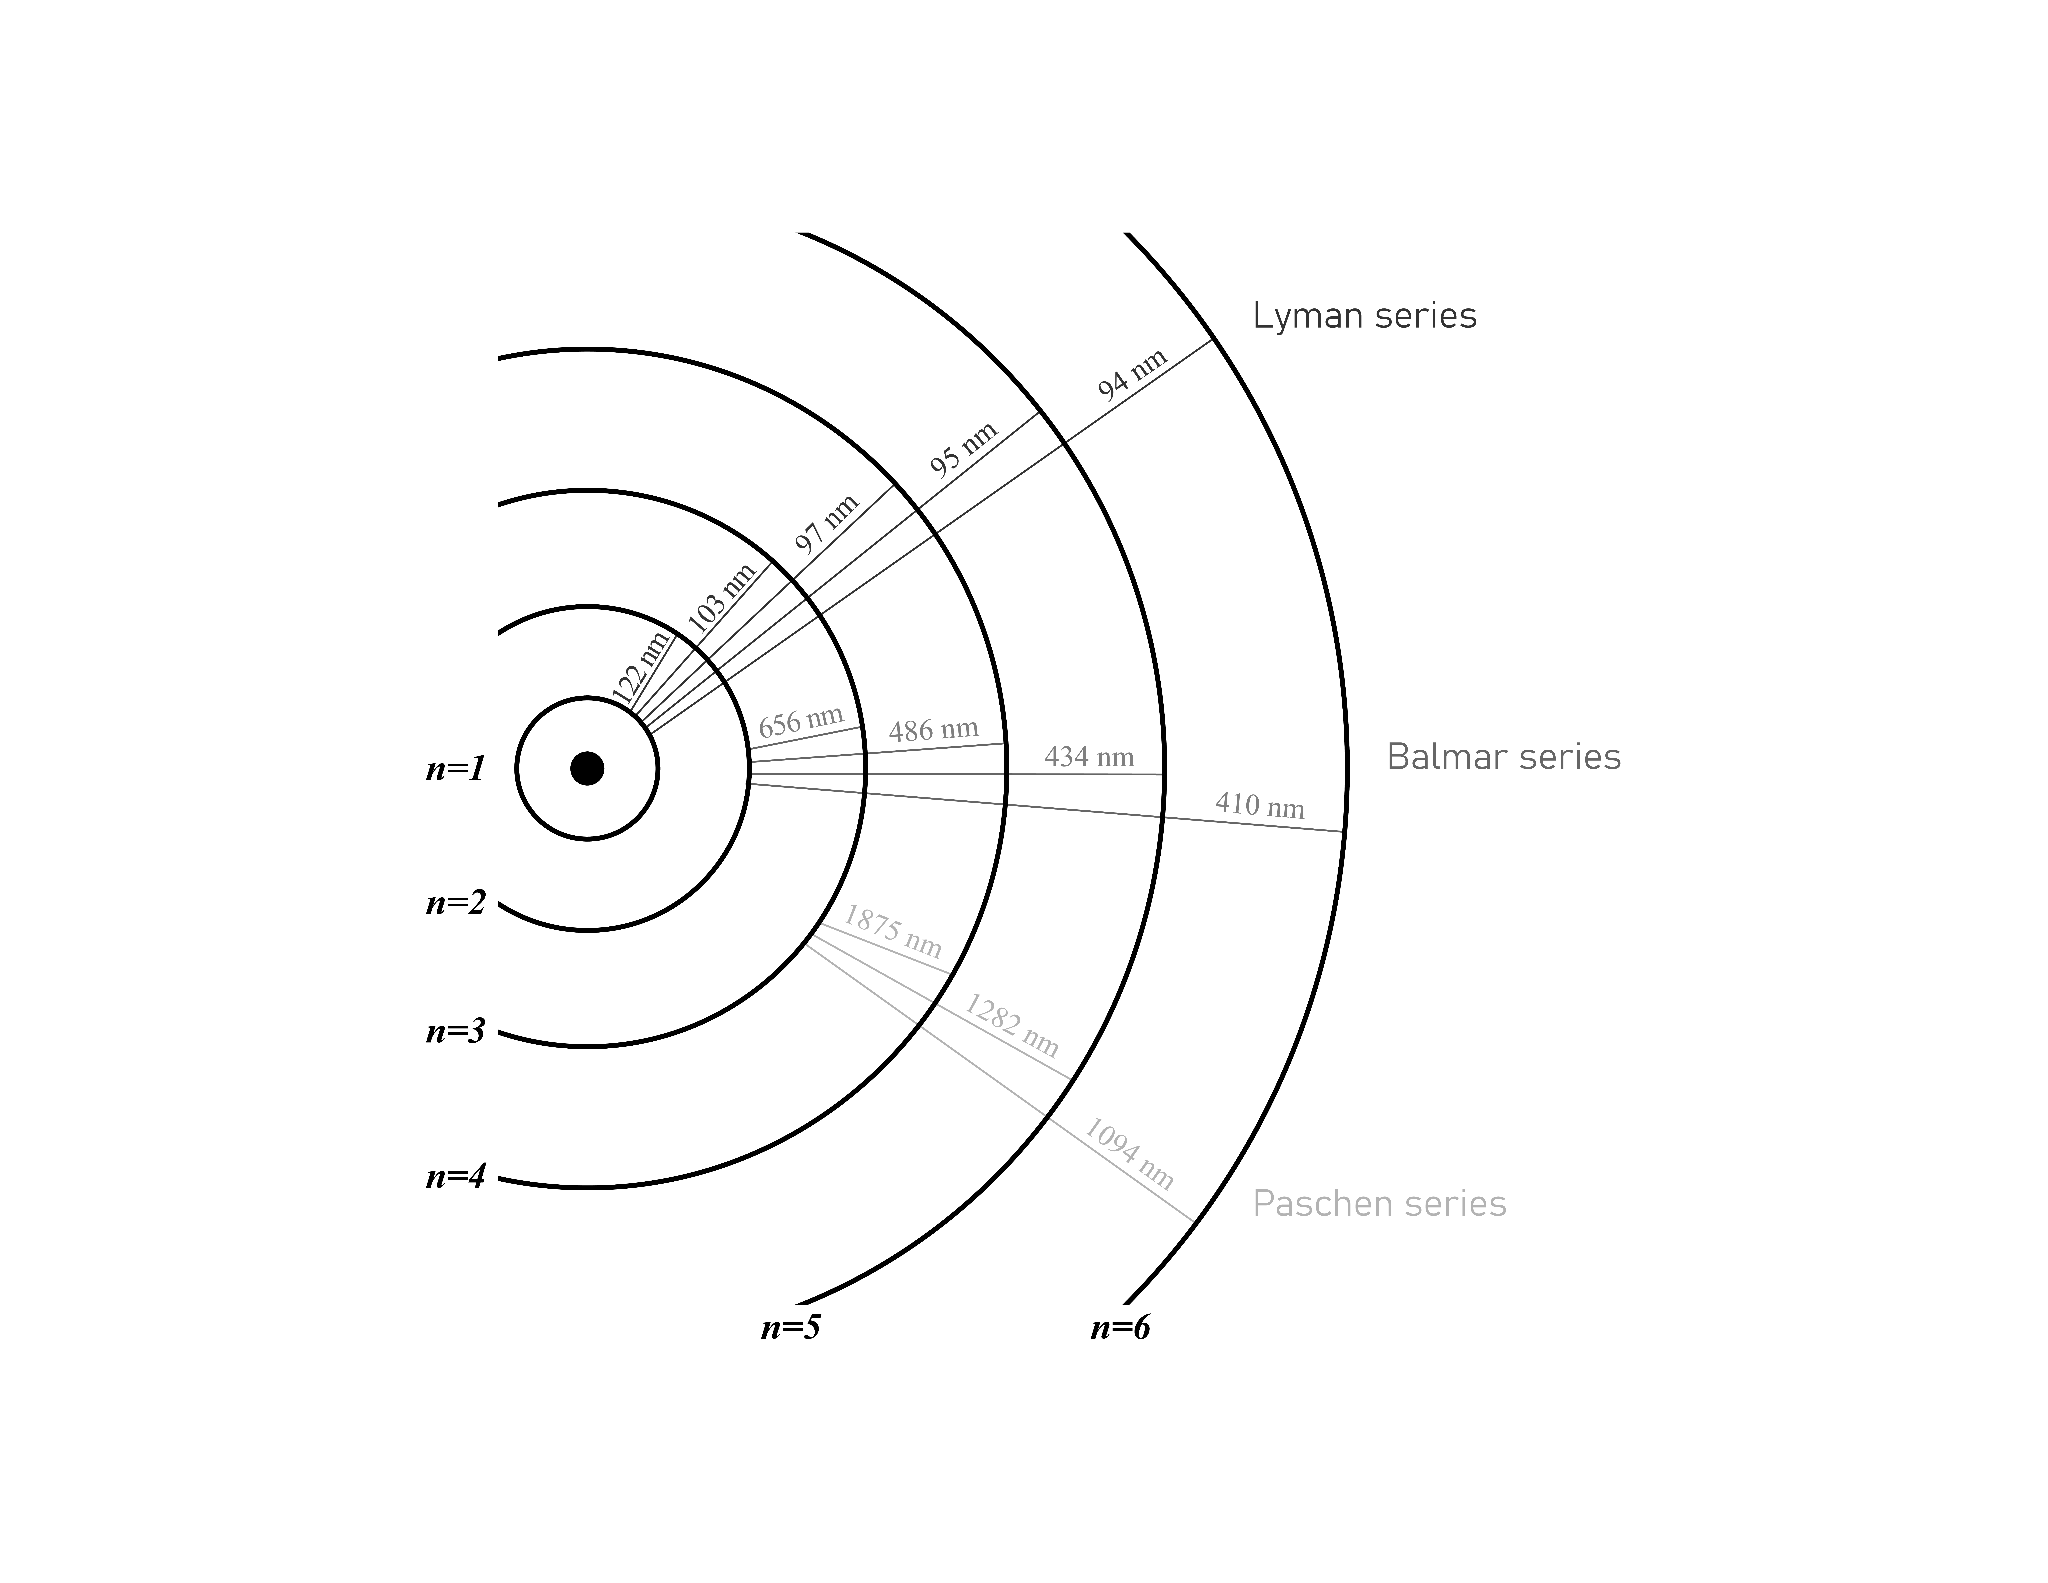 Lyman series
94 nm
95 nm
97 nm
103 nm
122 nm
656 nm
486 nm
434 nm
410 nm
Balmar series
n=1
n=2
1875 nm
1282 nm
1094 nm
n=3
n=4
Paschen series
n=5
n=6